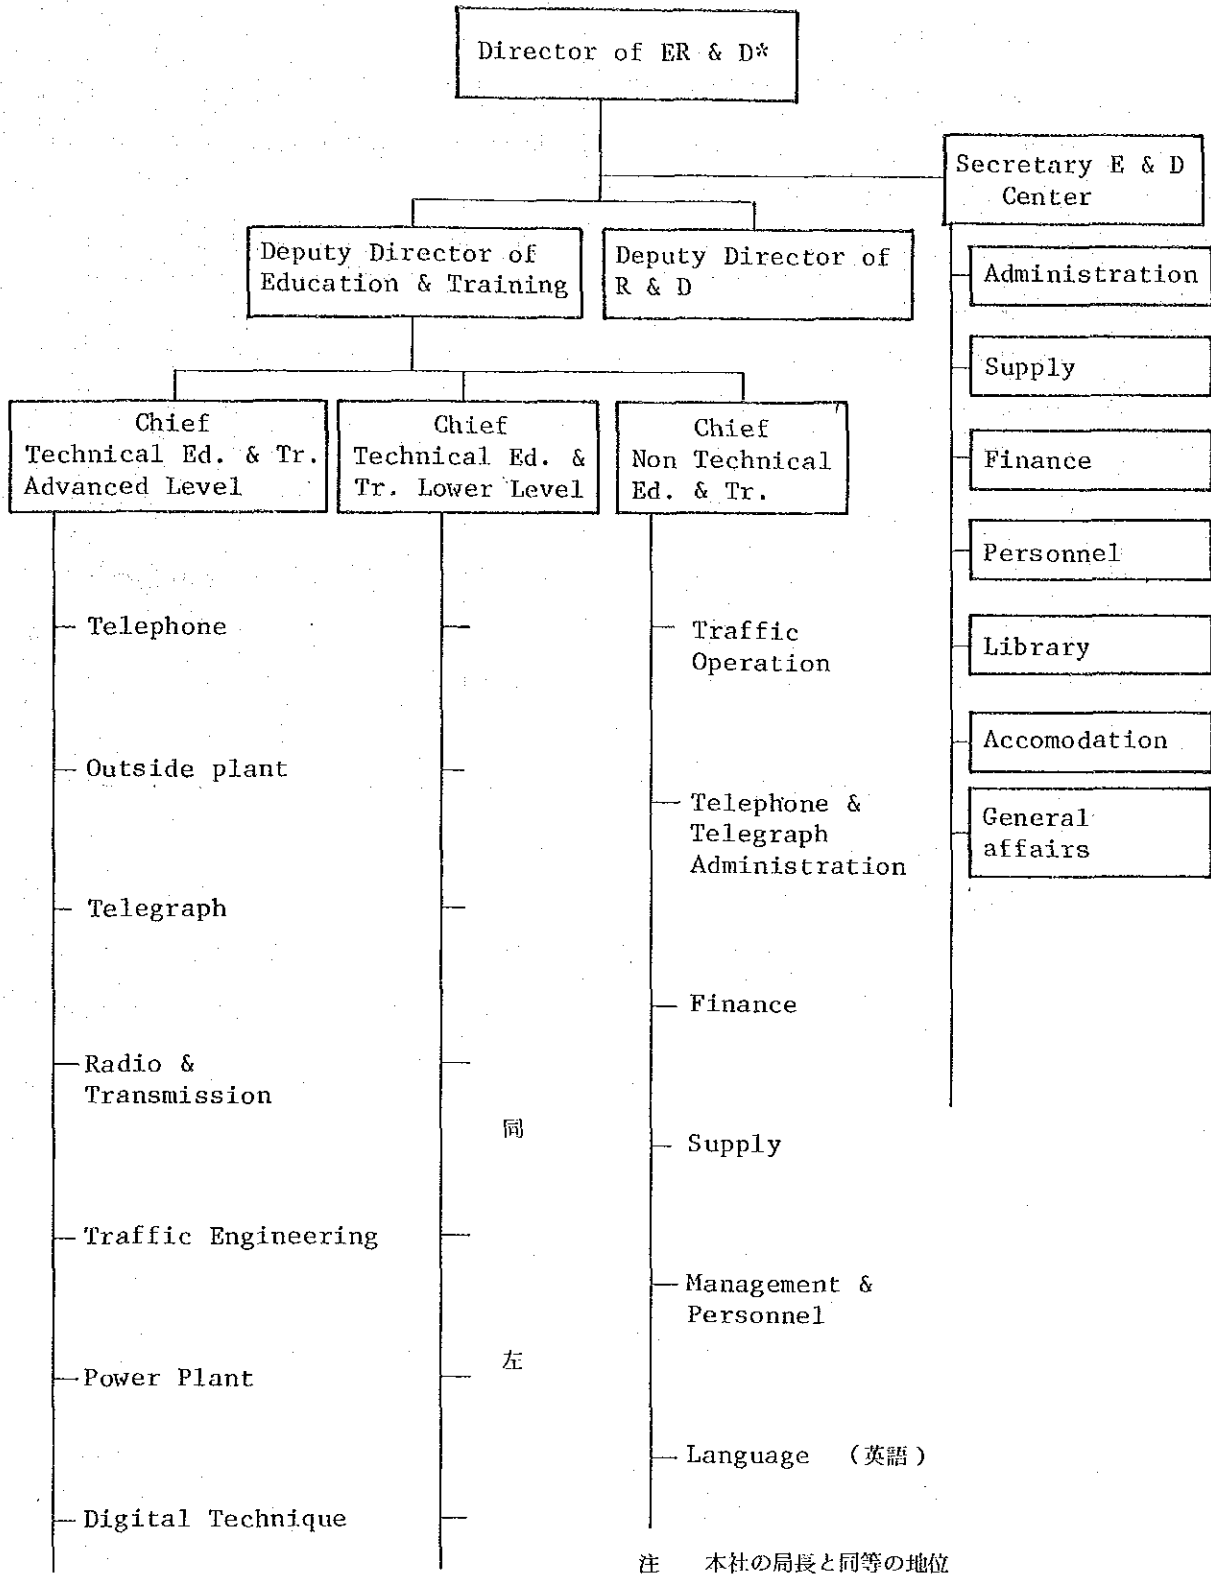 Director of ER & D*
Secretary E & D
Center
Deputy Director of
Education & Training
Deputy Director of
R & D
Administration
Supply
Finance
Personnel
Library
Accomodation
General
affairs
Chief
Technical Ed. & Tr.
Advanced Level
Chief
Technical Ed. &
Tr. Lower Level
Chief
Non Technical
Ed. & Tr.
Telephone
Outside plant
Telegraph
Radio &
Transmission
Traffic Engineering
Power Plant
Digital Technique
同
左
Traffic
Operation
Telephone &
Telegraph
Administration
Finance
Supply
Management &
Personnel
Language (英語)
注 本社の局長と同等の地位